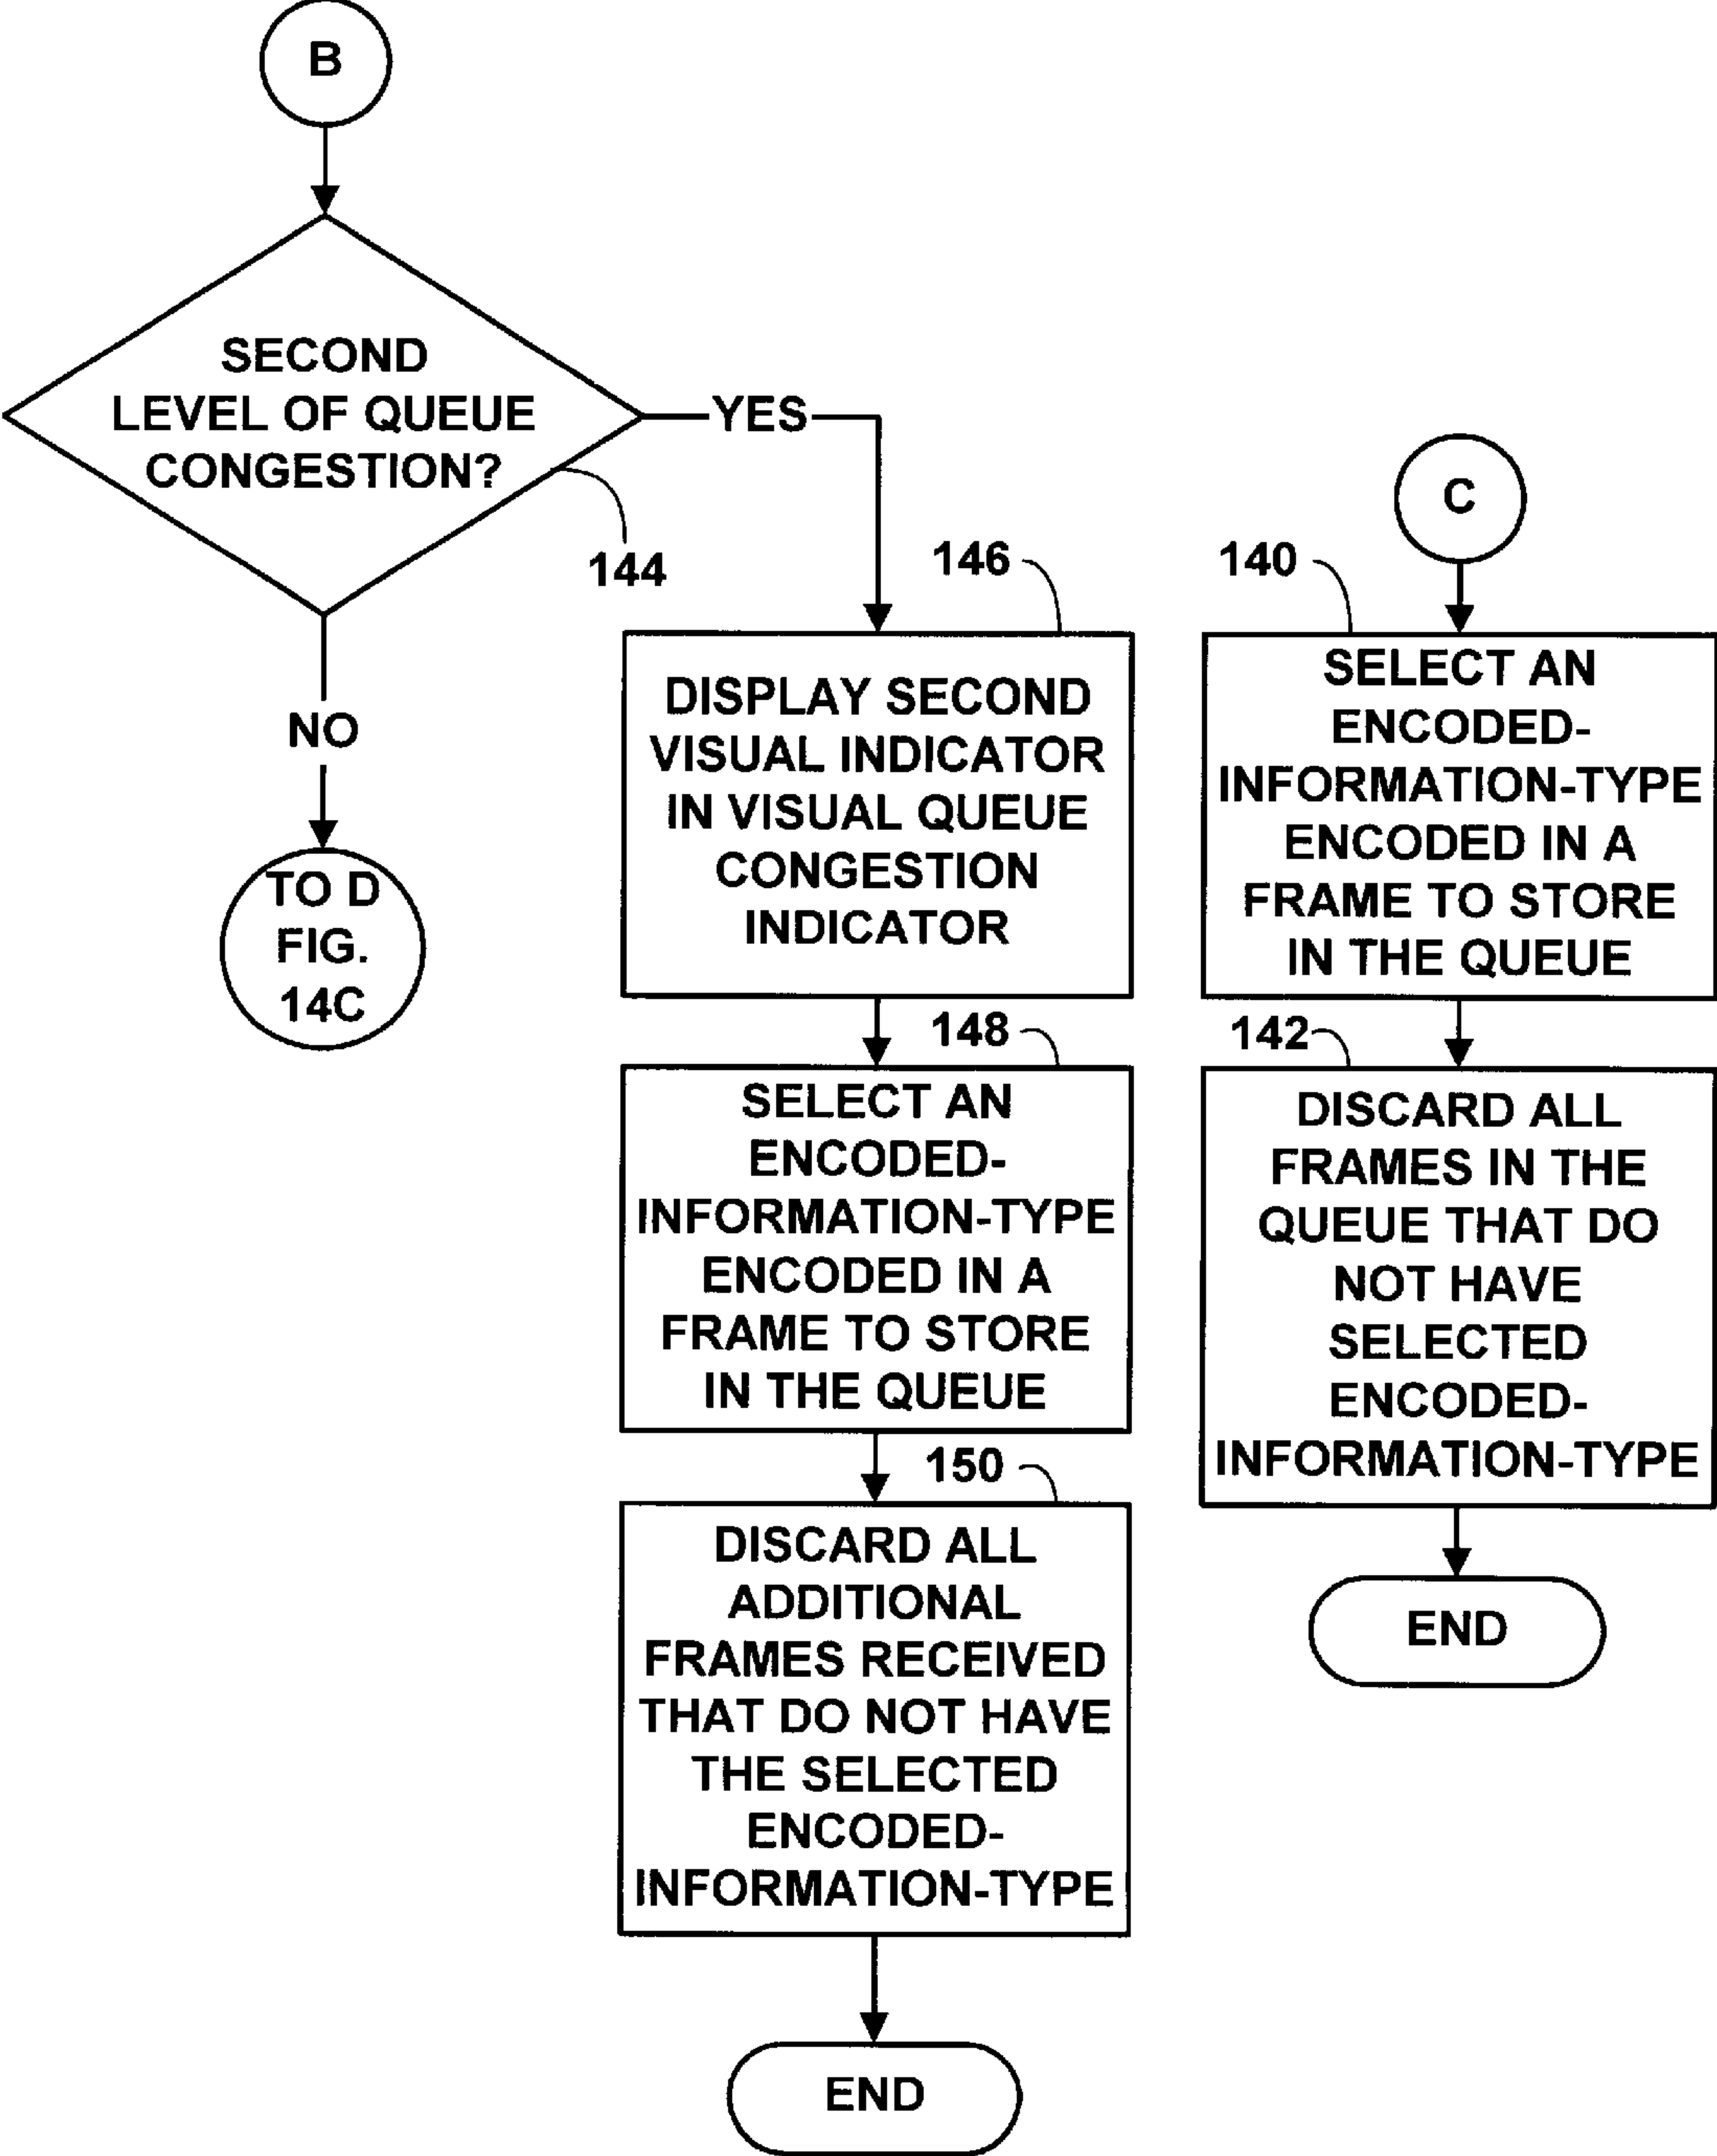 B
SECOND
LEVEL OF QUEUE
CONGESTION?
YES
144
NO
TO D
FIG.
14C
146
DISPLAY SECOND
VISUAL INDICATOR
IN VISUAL QUEUE
CONGESTION
INDICATOR
148
SELECT AN
ENCODED-
INFORMATION-TYPE
ENCODED IN A
FRAME TO STORE
IN THE QUEUE
150
DISCARD ALL
ADDITIONAL
FRAMES RECEIVED
THAT DO NOT HAVE
THE SELECTED
ENCODED-
INFORMATION-TYPE
END
C
140
SELECT AN
ENCODED-
INFORMATION-TYPE
ENCODED IN A
FRAME TO STORE
IN THE QUEUE
142
DISCARD ALL
FRAMES IN THE
QUEUE THAT DO
NOT HAVE
SELECTED
ENCODED-
INFORMATION-TYPE
END